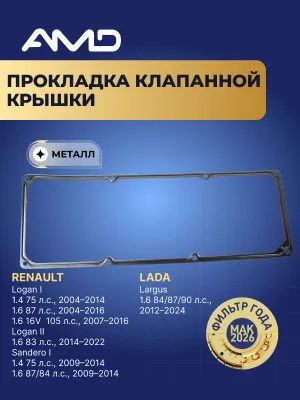 AMD
ПРОКЛАДКА КЛАПАННОЙ
КРЫШКИ
МЕТАЛЛ
RENAULT
Logan I
1.4 75 л.с., 2004–2014
1.6 87 л.с., 2004–2016
1.6 16V 105 л.с., 2007–2016
Logan II
1.6 83 л.с., 2014–2022
Sandero I
1.4 75 л.с., 2009–2014
1.6 87/84 л.с., 2009–2014
LADA
Largus
1.6 84/87/90 л.с.,
2012–2024
ФИЛЬТР ГОДА
МАК
2026